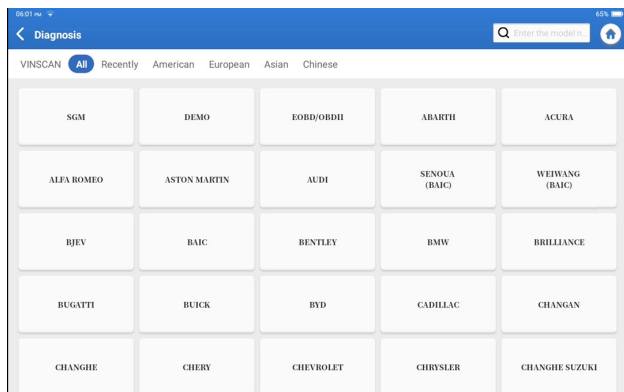 06:01 PM 65%
Diagnosis Enter the model n...
VINSCAN All Recently American European Asian Chinese
SGM DEMO EOBD/OBDII ABARTH ACURA
ALFA ROMEO ASTON MARTIN AUDI SENOUA (BAIC) WEIWANG (BAIC)
BJEV BAIC BENTLEY BMW BRILLIANCE
BUGATTI BUICK BYD CADILLAC CHANGAN
CHANGHE CHERY CHEVROLET CHRYSLER CHANGHE SUZUKI